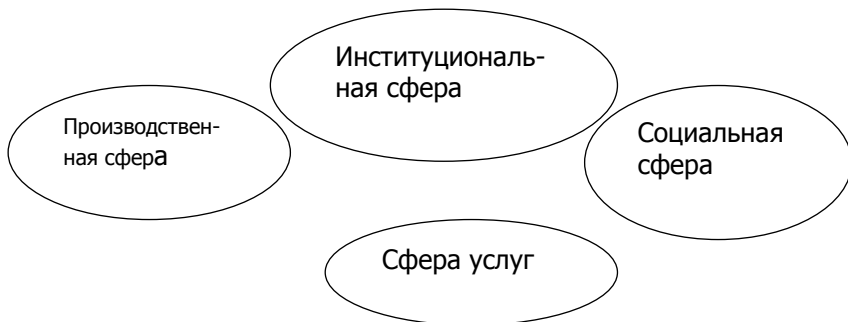 Институциональ-
ная сфера
Производствен-
ная сфера
Социальная
сфера
Сфера услуг